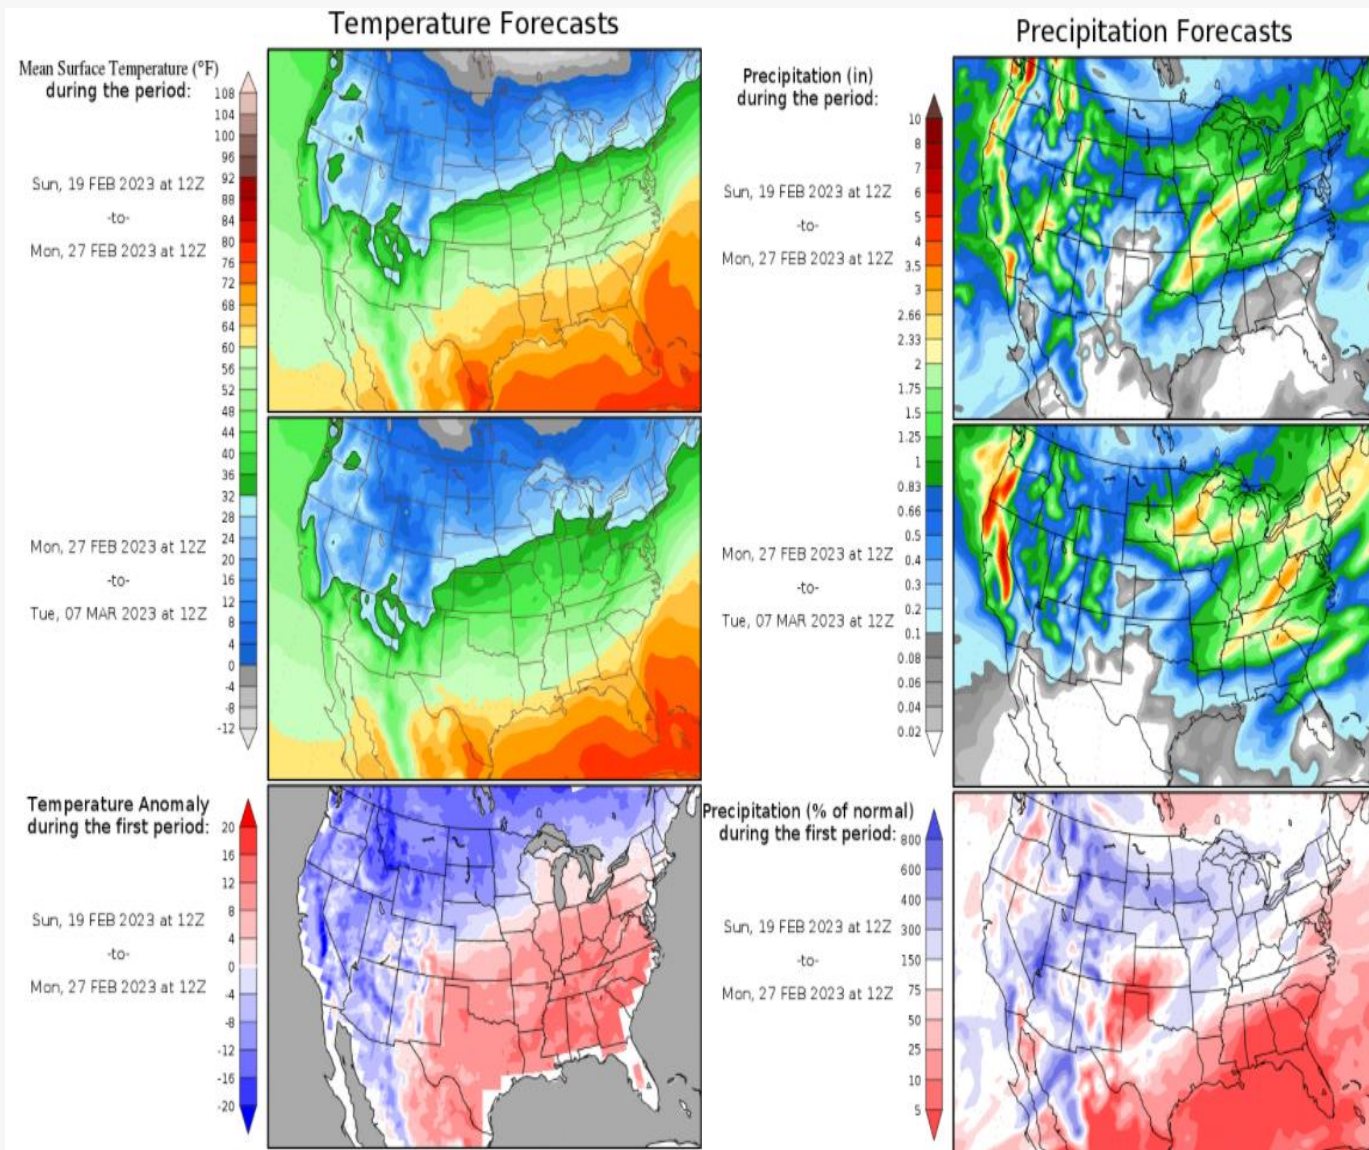 Temperature Forecasts
Mean Surface Temperature (°F)
during the period:
108
104
100
96
92
88
84
80
76
72
68
64
60
56
52
48
44
40
36
32
28
24
20
16
12
8
4
0
-4
-8
-12
Sun, 19 FEB 2023 at 12Z
-to-
Mon, 27 FEB 2023 at 12Z
Mon, 27 FEB 2023 at 12Z
-to-
Tue, 07 MAR 2023 at 12Z
Temperature Anomaly
during the first period:
20
16
12
8
4
0
-4
-8
-12
-16
-20
Sun, 19 FEB 2023 at 12Z
-to-
Mon, 27 FEB 2023 at 12Z
Precipitation Forecasts
Precipitation (in)
during the period:
10
8
7
6
5
4
3.5
3
2.66
2.33
2
1.75
1.5
1.25
1
0.83
0.66
0.5
0.4
0.3
0.2
0.1
0.08
0.06
0.04
0.02
Sun, 19 FEB 2023 at 12Z
-to-
Mon, 27 FEB 2023 at 12Z
Mon, 27 FEB 2023 at 12Z
-to-
Tue, 07 MAR 2023 at 12Z
Precipitation (% of normal)
during the first period:
800
600
400
300
150
75
50
25
10
5
Sun, 19 FEB 2023 at 12Z
-to-
Mon, 27 FEB 2023 at 12Z